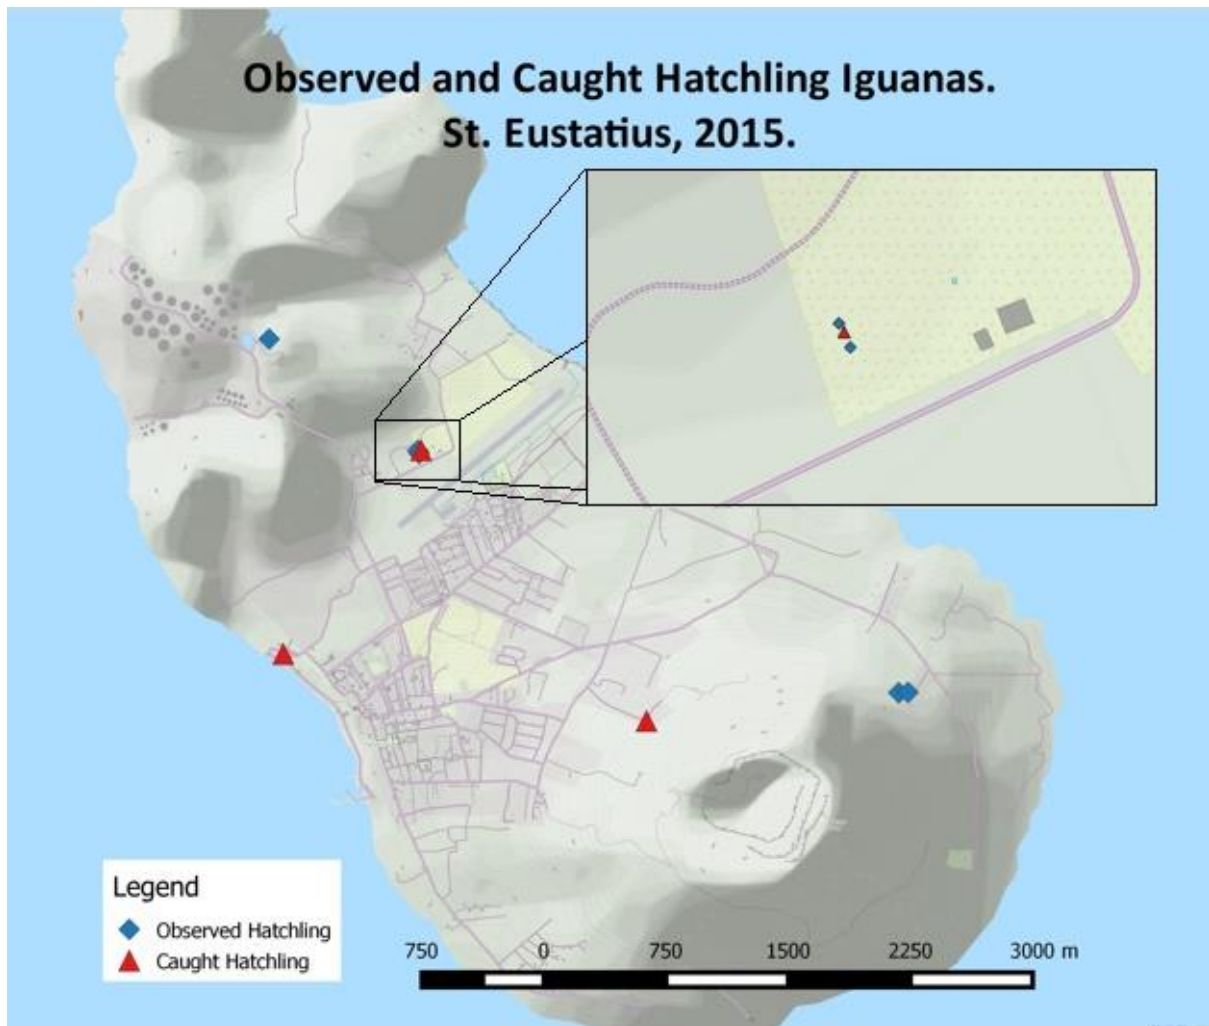 Observed and Caught Hatchling Iguanas.
St. Eustatius, 2015.
Legend
Observed Hatchling
Caught Hatchling
750 0 750 1500 2250 3000 m